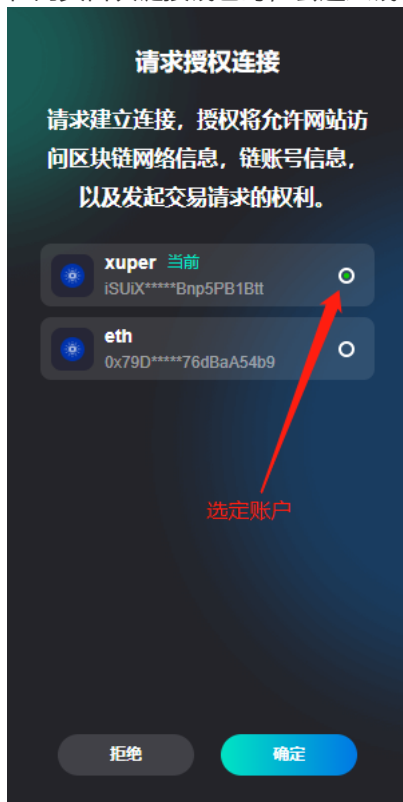 请求授权连接
请求建立连接，授权将允许网站访
问区块链网络信息，链账号信息，
以及发起交易请求的权利。
xuper 当前
iSUiX*****Bnp5PB1Btt
eth
0x79D*****76dBaA54b9
选定账户
拒绝 确定